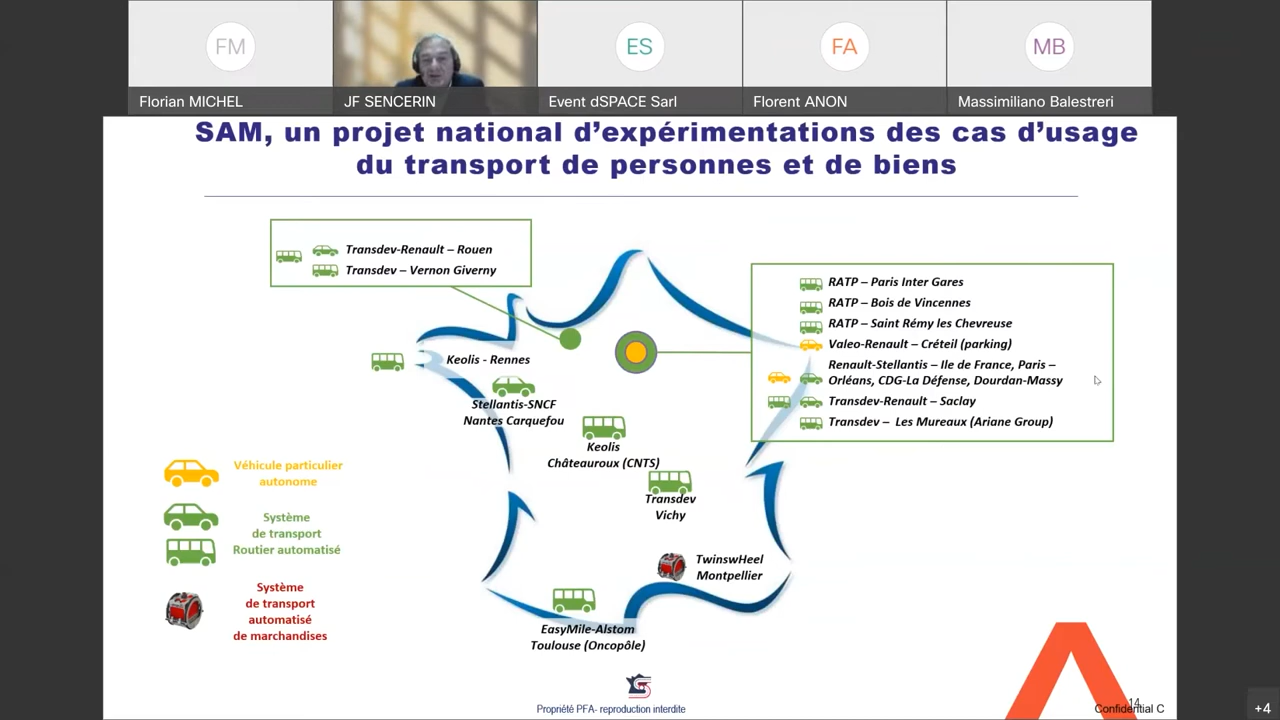 FM
ES
FA
MB
Florian MICHEL
JF SENCERIN
Event dSPACE Sarl
Florent ANON
Massimiliano Balestreri
SAM, un projet national d’expérimentations des cas d’usage
du transport de personnes et de biens
Transdev-Renault – Rouen
Transdev – Vernon Giverny
RATP – Paris Inter Gares
RATP – Bois de Vincennes
RATP – Saint Rémy les Chevreuse
Valeo-Renault – Créteil (parking)
Renault-Stellantis – Ile de France, Paris –
Orléans, CDG-La Défense, Dourdan-Massy
Transdev-Renault – Saclay
Transdev – Les Mureaux (Ariane Group)
Keolis - Rennes
Stellantis-SNCF
Nantes Carquefou
Keolis
Châteauroux (CNTS)
Transdev
Vichy
TwinswHeel
Montpellier
EasyMile-Alstom
Toulouse (Oncopôle)
Véhicule particulier
autonome
Système
de transport
Routier automatisé
Système
de transport
automatisé
de marchandises
Propriété PFA- reproduction interdite
14
Confidential C
+4